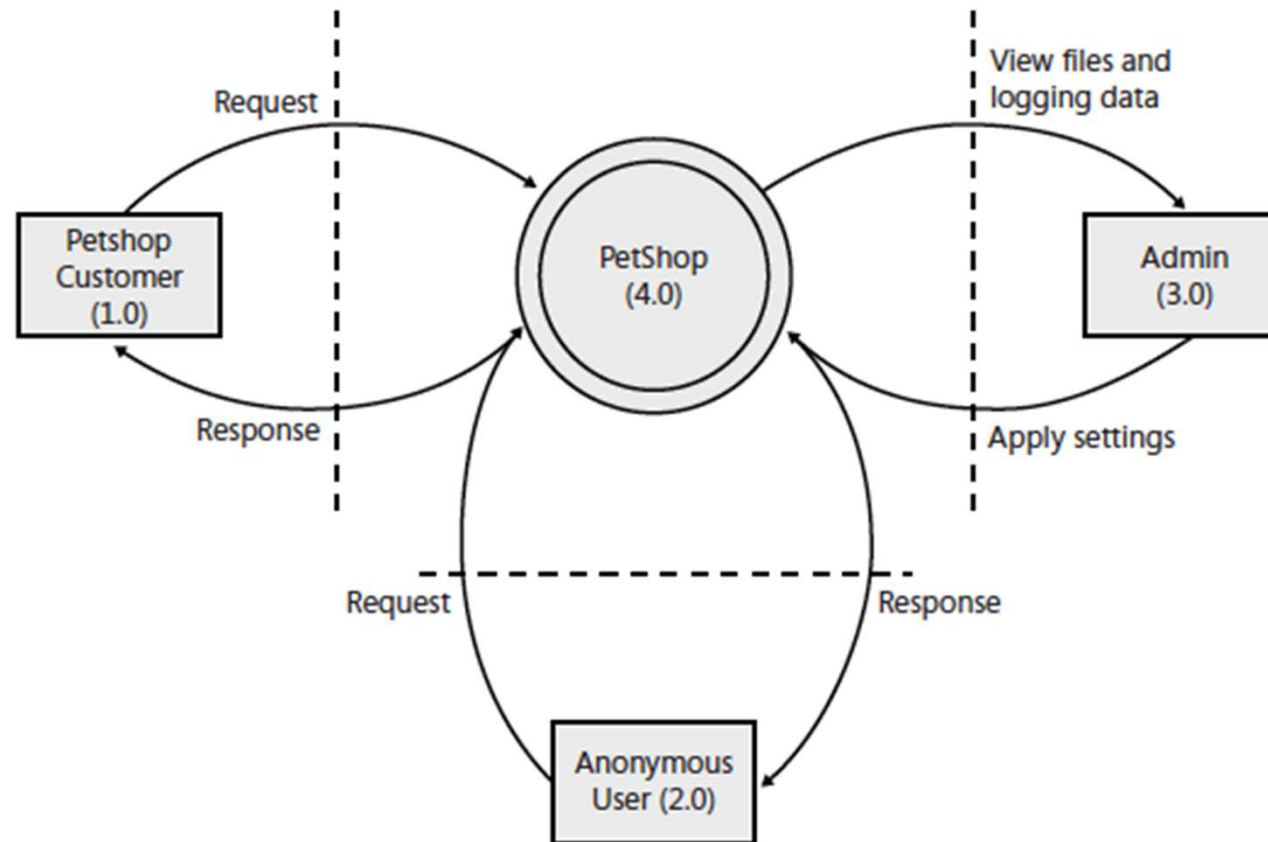 View files and
logging data
Request
Petshop
Customer
(1.0)
PetShop
(4.0)
Admin
(3.0)
Response
Apply settings
Request
Response
Anonymous
User (2.0)